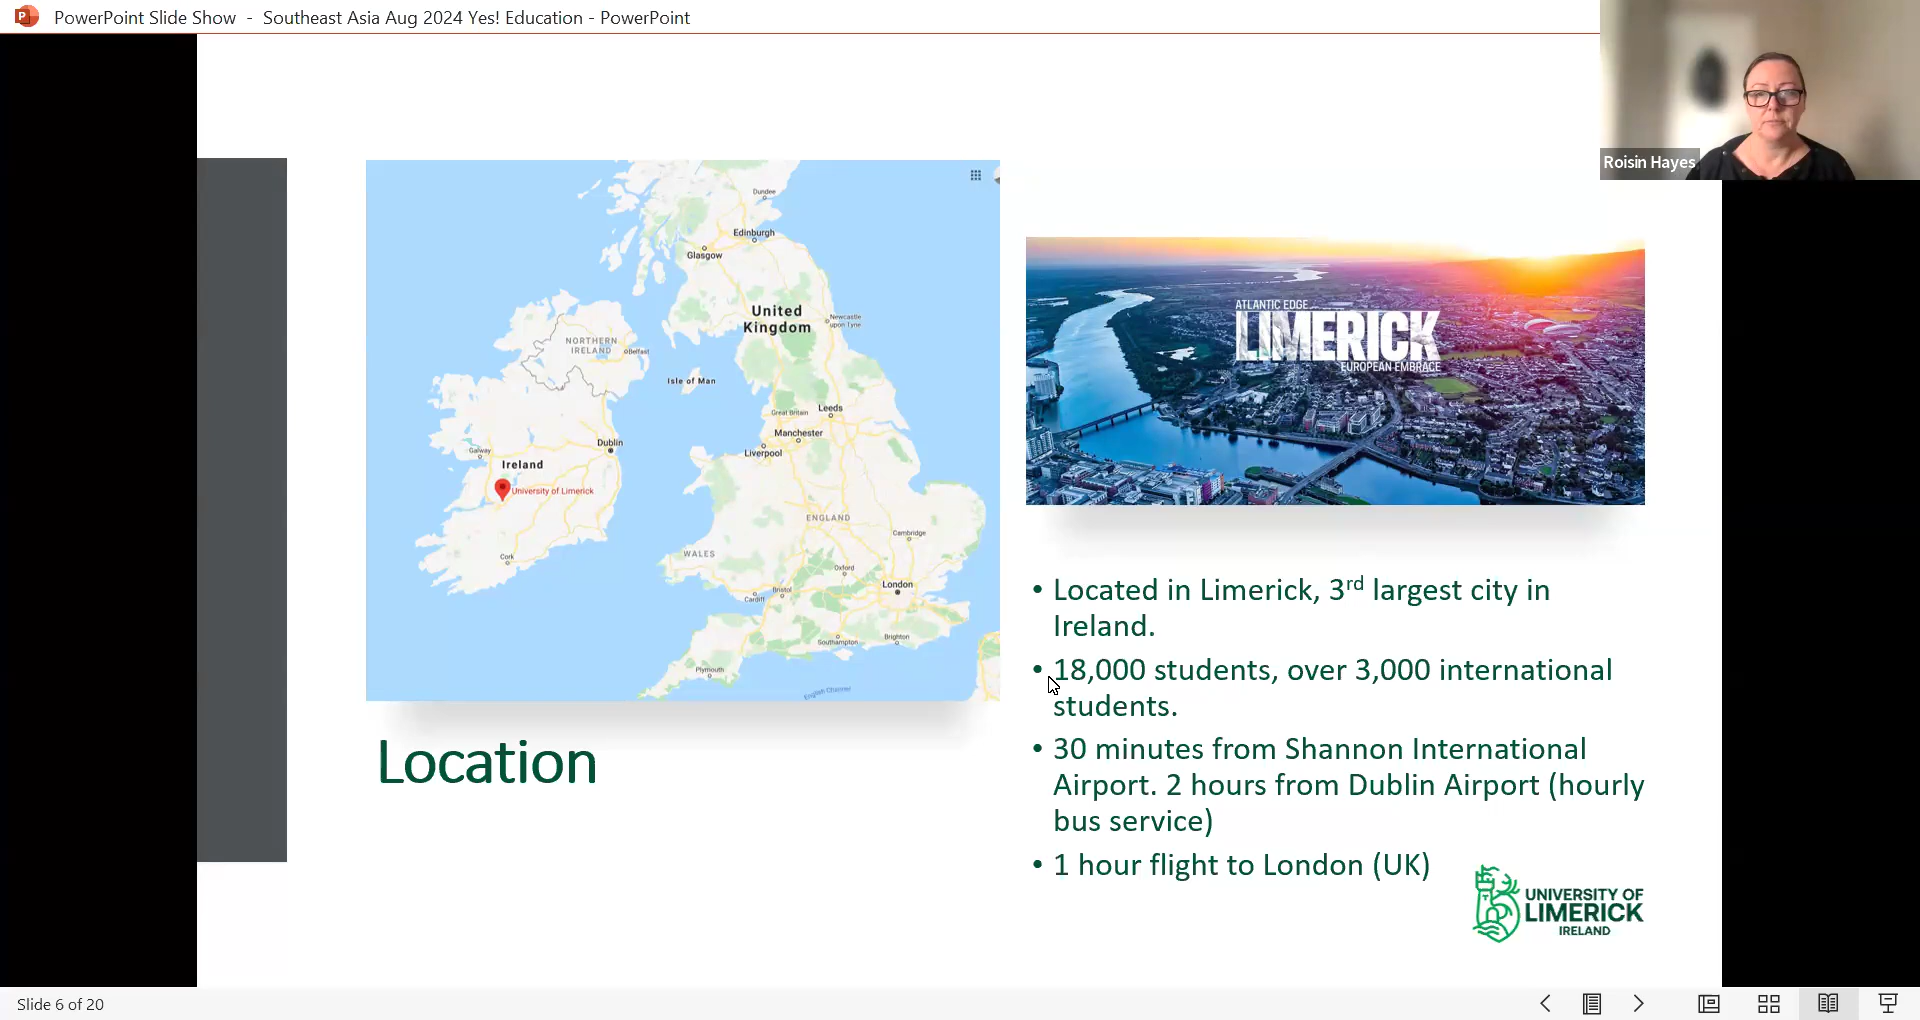 PowerPoint Slide Show - Southeast Asia Aug 2024 Yes! Education - PowerPoint
Roisin Hayes
Dundee
Edinburgh
Glasgow
United
Kingdom
Newcastle
upon Tyne
NORTHERN
IRELAND
Belfast
Isle of Man
Great Britain
Leeds
Manchester
Liverpool
Dublin
Galway
Ireland
University of Limerick
ENGLAND
Cambridge
Cork
WALES
Oxford
London
Bristol
Cardiff
Southampton
Brighton
Plymouth
English Channel
Location
ATLANTIC EDGE
LIMERICK
EUROPEAN EMBRACE
• Located in Limerick, 3rd largest city in
Ireland.
• 18,000 students, over 3,000 international
students.
• 30 minutes from Shannon International
Airport. 2 hours from Dublin Airport (hourly
bus service)
• 1 hour flight to London (UK)
UNIVERSITY OF
LIMERICK
IRELAND
Slide 6 of 20